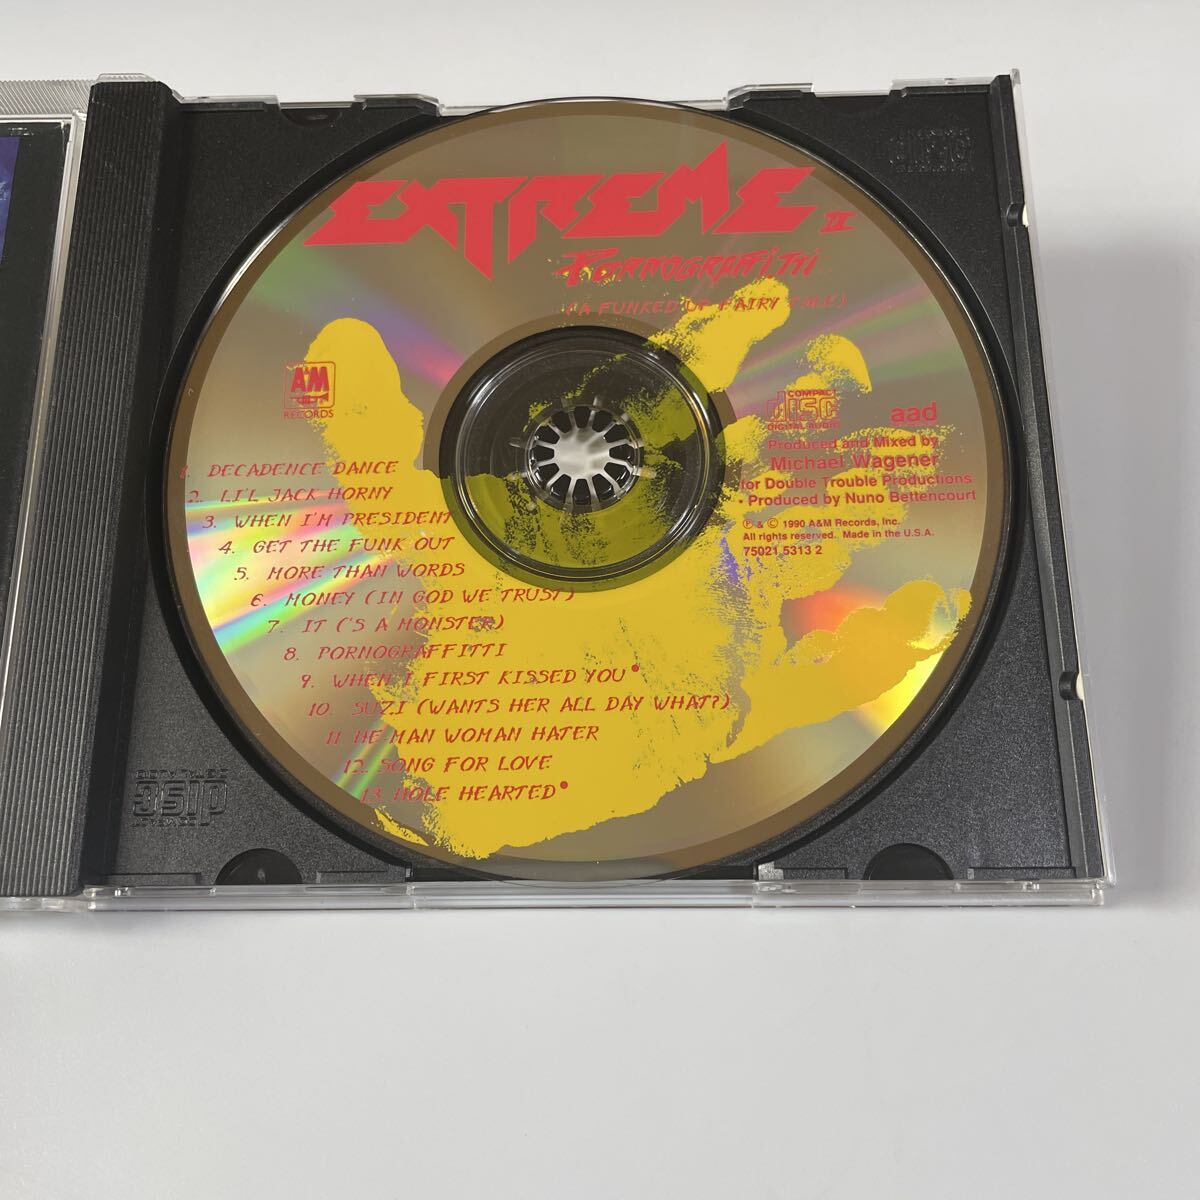 EXTREME II
PORNOGRAFFITTI
(A FUNKED UP FAIRY TALE)
A&M
RECORDS
COMPACT
disc
DIGITAL AUDIO
aad
Produced and Mixed by
Michael Wagener
for Double Trouble Productions
• Produced by Nuno Bettencourt
℗ & © 1990 A&M Records, Inc.
All rights reserved. Made in the U.S.A.
75021 5313 2
1. DECADENCE DANCE
2. LI'L JACK HORNY
3. WHEN I'M PRESIDENT
4. GET THE FUNK OUT
5. MORE THAN WORDS
6. MONEY (IN GOD WE TRUST)
7. IT ('S A MONSTER)
8. PORNOGRAFFITTI
9. WHEN I FIRST KISSED YOU•
10. SUZI (WANTS HER ALL DAY WHAT?)
11. HE MAN WOMAN HATER
12. SONG FOR LOVE
13. HOLE HEARTED•